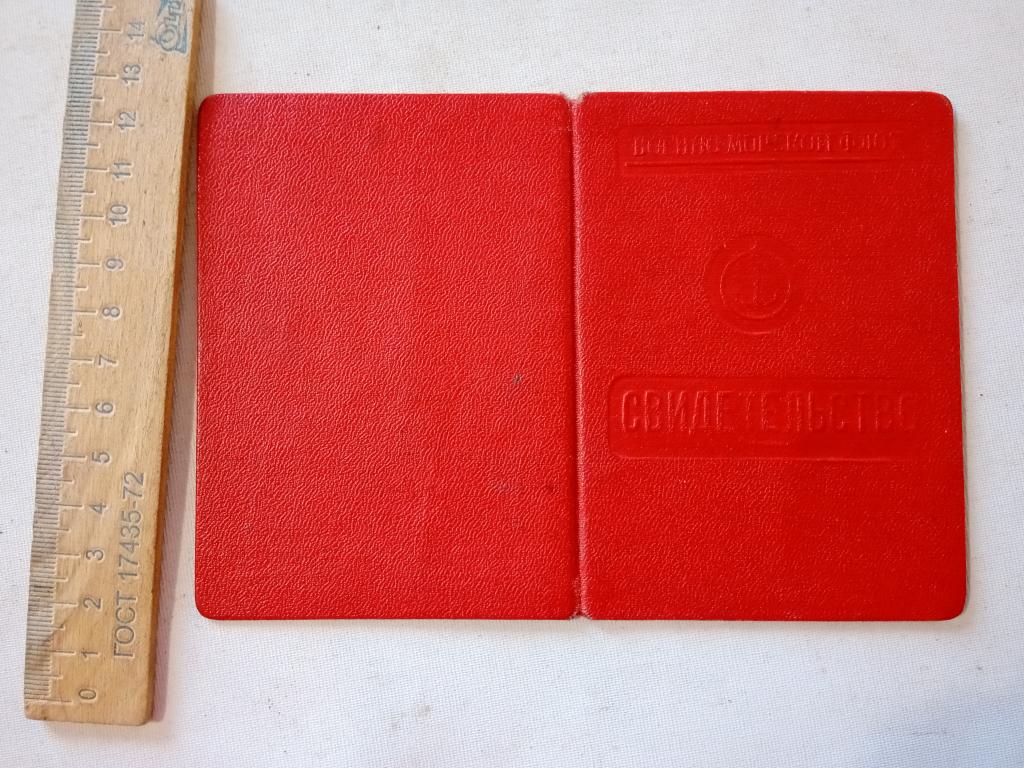 ВОЕННО-МОРСКОЙ ФЛОТ
СВИДЕТЕЛЬСТВО
ГОСТ 17435-72
0 1 2 3 4 5 6 7 8 9 10 11 12 13 14